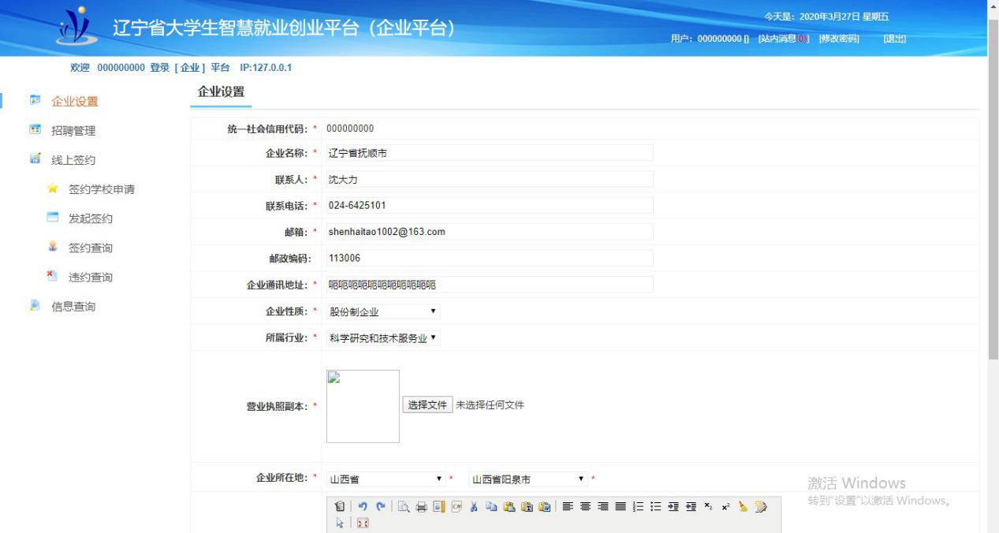 辽宁省大学生智慧就业创业平台（企业平台）
今天是：2020年3月27日 星期五
用户：000000000 [] [站内消息(0)] [修改密码] [退出]
欢迎 000000000 登录 [ 企业 ] 平台 IP:127.0.0.1
企业设置
招聘管理
线上签约
签约学校申请
发起签约
签约查询
违约查询
信息查询
企业设置
统一社会信用代码：* 000000000
企业名称：* 辽宁省抚顺市
联系人：* 沈大力
联系电话：* 024-6425101
邮箱：* shenhaitao1002@163.com
邮政编码： 113006
企业通讯地址：* 呃呃呃呃呃呃呃呃呃呃呃
企业性质：* 股份制企业
所属行业：* 科学研究和技术服务业
营业执照副本：* 选择文件 未选择任何文件
企业所在地：* 山西省 * 山西省阳泉市 *
激活 Windows
转到"设置"以激活 Windows。